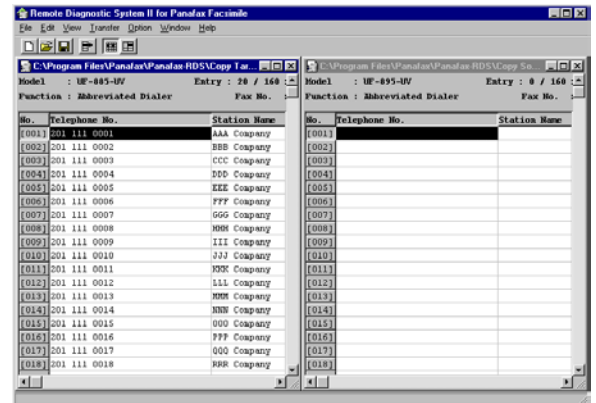 Remote Diagnostic System II for Panafax Facsimile
File Edit View Transfer Option Window Help
C:\Program Files\Panafax\Panafax-RDS\Copy Tar...
Model : UF-885-UV Entry : 20 / 160 :
Function : Abbreviated Dialer Fax No. :
No. Telephone No. Station Name
[001] 201 111 0001 AAA Company
[002] 201 111 0002 BBB Company
[003] 201 111 0003 CCC Company
[004] 201 111 0004 DDD Company
[005] 201 111 0005 EEE Company
[006] 201 111 0006 FFF Company
[007] 201 111 0007 GGG Company
[008] 201 111 0008 HHH Company
[009] 201 111 0009 III Company
[010] 201 111 0010 JJJ Company
[011] 201 111 0011 KKK Company
[012] 201 111 0012 LLL Company
[013] 201 111 0013 MMM Company
[014] 201 111 0014 NNN Company
[015] 201 111 0015 OOO Company
[016] 201 111 0016 PPP Company
[017] 201 111 0017 QQQ Company
[018] 201 111 0018 RRR Company
C:\Program Files\Panafax\Panafax-RDS\Copy So...
Model : UF-895-UV Entry : 0 / 160 :
Function : Abbreviated Dialer Fax No. :
No. Telephone No. Station Name
[001]
[002]
[003]
[004]
[005]
[006]
[007]
[008]
[009]
[010]
[011]
[012]
[013]
[014]
[015]
[016]
[017]
[018]